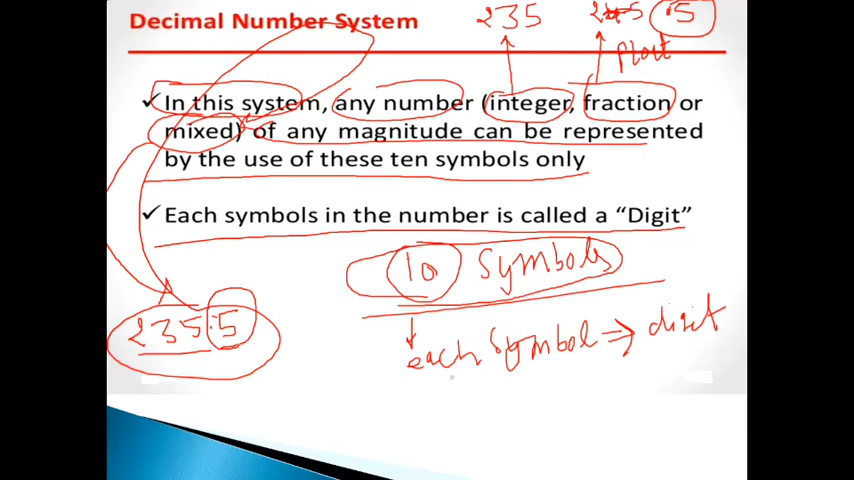 Decimal Number System
235
.5
✓ In this system, any number (integer, fraction or
mixed) of any magnitude can be represented
by the use of these ten symbols only
✓ Each symbols in the number is called a “Digit”
10 Symbols
235.5
each Symbol ⇒ digit